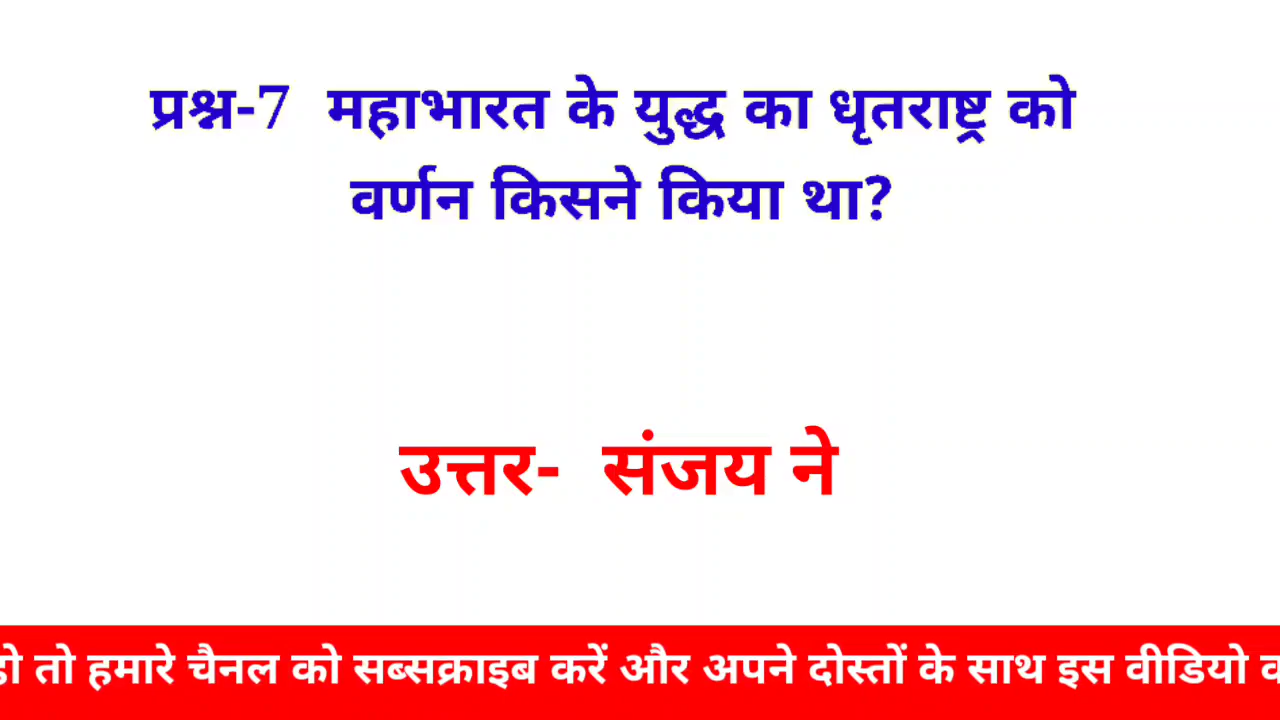 प्रश्न-7 महाभारत के युद्ध का धृतराष्ट्र को
वर्णन किसने किया था?
उत्तर- संजय ने
तो हमारे चैनल को सब्सक्राइब करें और अपने दोस्तों के साथ इस वीडियो